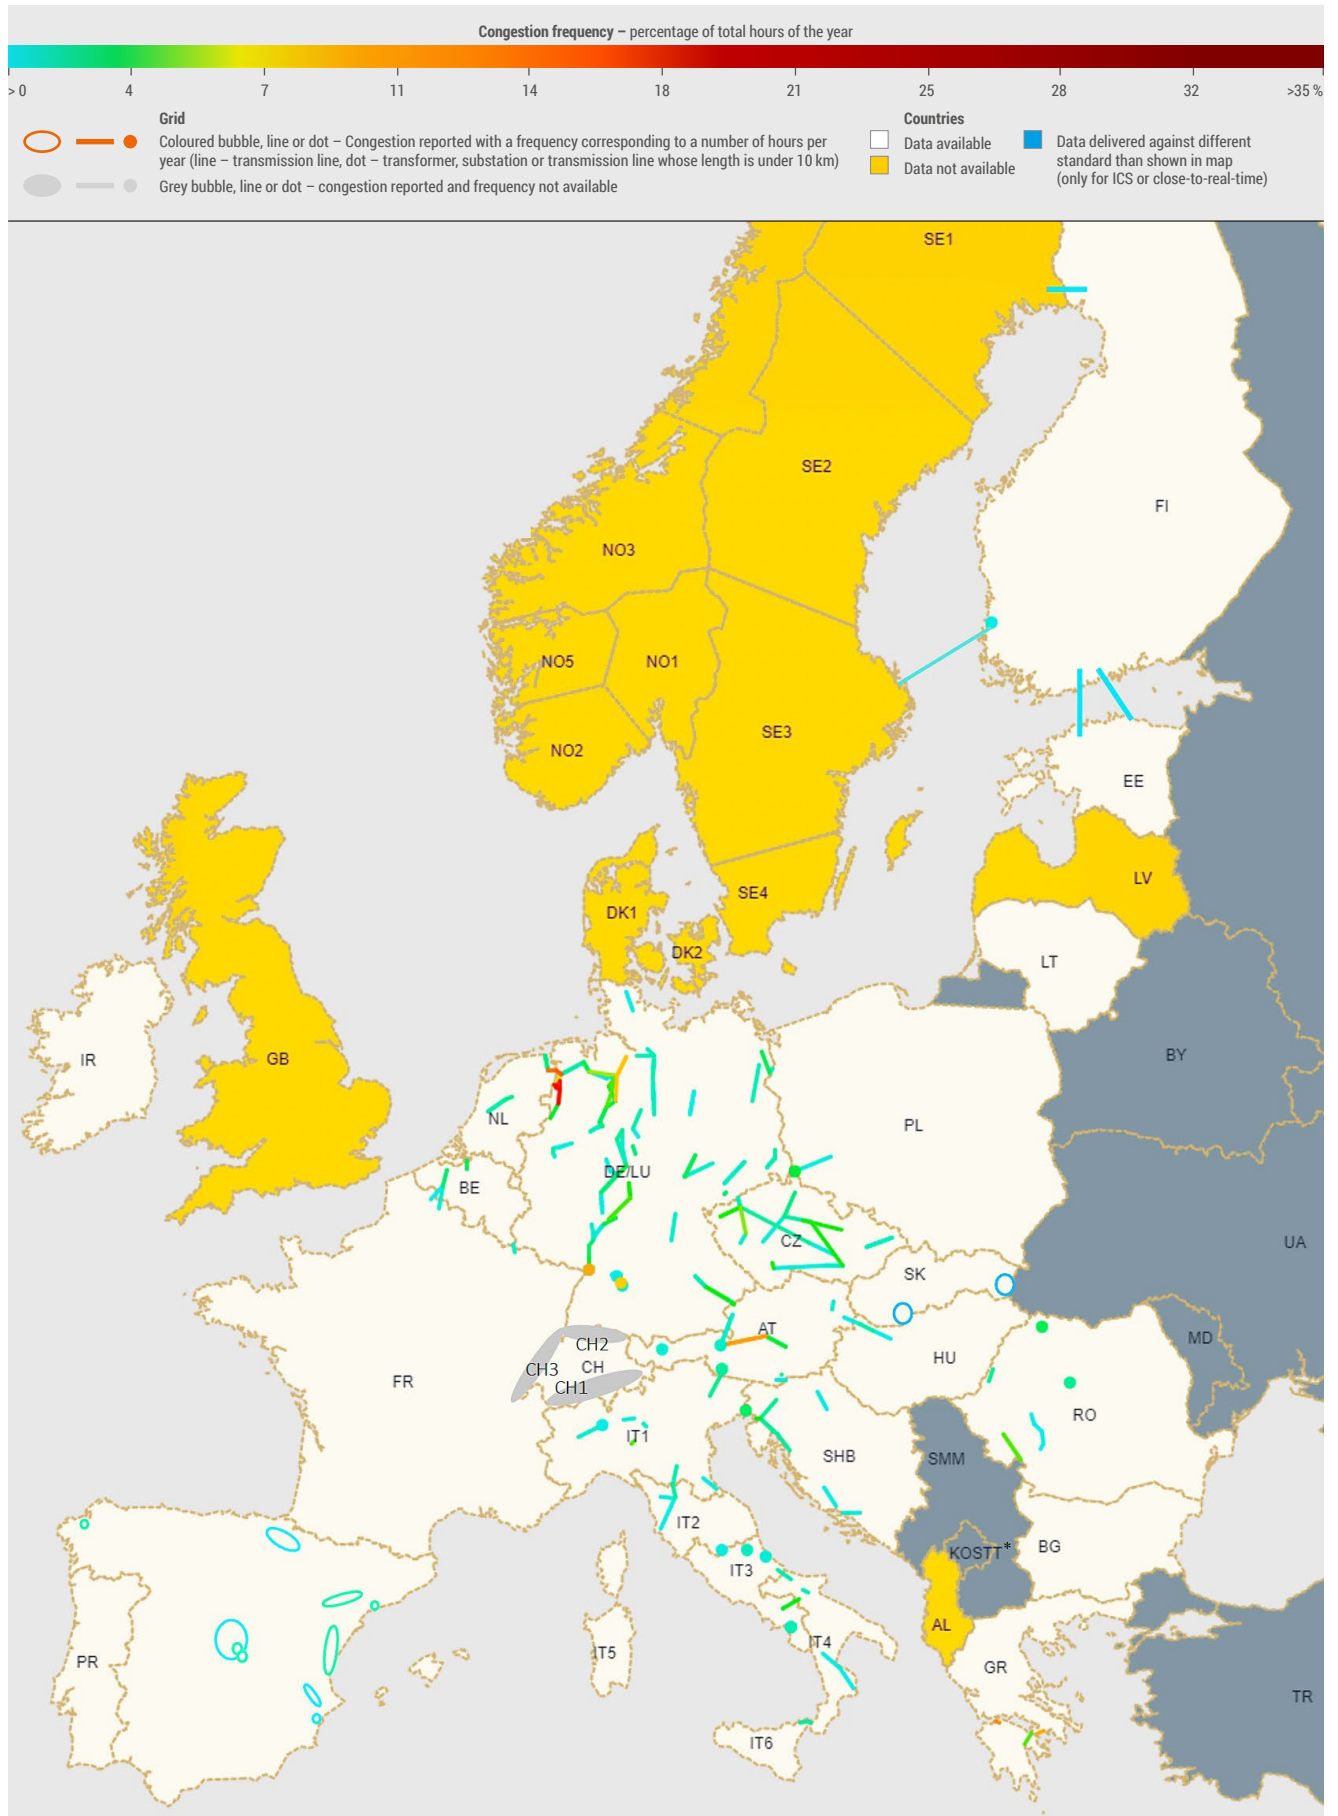 Congestion frequency – percentage of total hours of the year
> 0 4 7 11 14 18 21 25 28 32 >35 %
Grid
Coloured bubble, line or dot – Congestion reported with a frequency corresponding to a number of hours per
year (line – transmission line, dot – transformer, substation or transmission line whose length is under 10 km)
Grey bubble, line or dot – congestion reported and frequency not available
Countries
Data available
Data not available
Data delivered against different
standard than shown in map
(only for ICS or close-to-real-time)
SE1
SE2
FI
NO3
NO5
NO1
SE3
NO2
EE
LV
SE4
DK1
DK2
LT
IR
GB
BY
NL
PL
DE/LU
BE
CZ
UA
SK
AT
MD
CH2
CH3
CH
CH1
HU
FR
RO
IT1
SHB
SMM
IT2
KOSTT*
BG
IT3
AL
IT4
IT5
PR
GR
TR
IT6